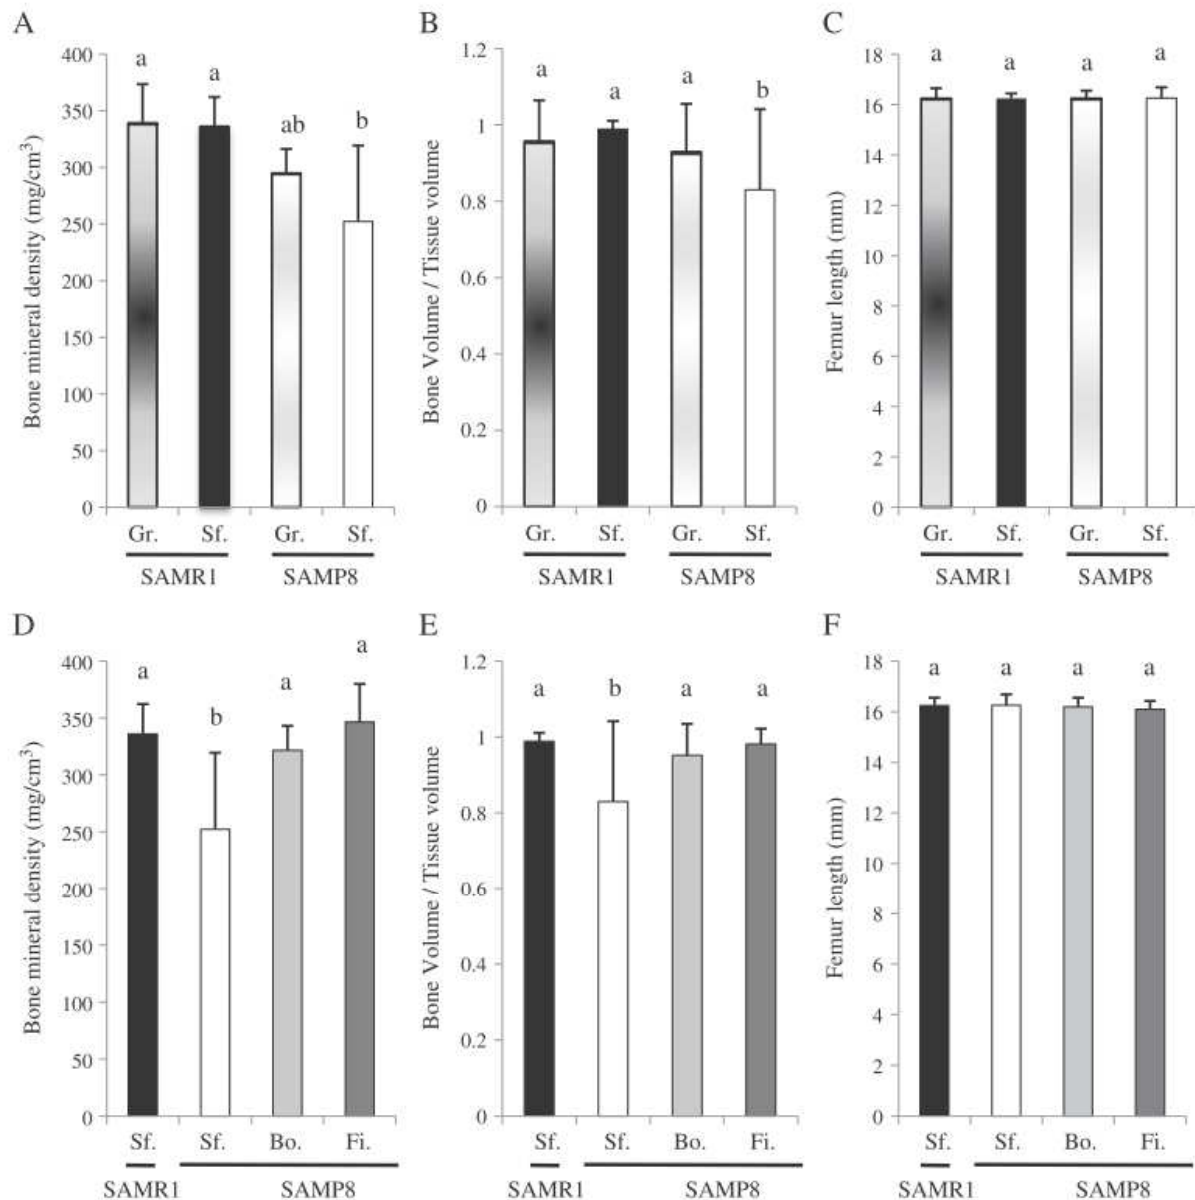 A
Bone mineral density (mg/cm³)
400
350
300
250
200
150
100
50
0
a
a
ab
b
Gr.
Sf.
Gr.
Sf.
SAMR1
SAMP8
B
Bone Volume / Tissue volume
1.2
1
0.8
0.6
0.4
0.2
0
a
a
a
b
Gr.
Sf.
Gr.
Sf.
SAMR1
SAMP8
C
Femur length (mm)
18
16
14
12
10
8
6
4
2
0
a
a
a
a
Gr.
Sf.
Gr.
Sf.
SAMR1
SAMP8
D
Bone mineral density (mg/cm³)
400
350
300
250
200
150
100
50
0
a
b
a
a
Sf.
Sf.
Bo.
Fi.
SAMR1
SAMP8
E
Bone Volume / Tissue volume
1.2
1
0.8
0.6
0.4
0.2
0
a
b
a
a
Sf.
Sf.
Bo.
Fi.
SAMR1
SAMP8
F
Femur length (mm)
18
16
14
12
10
8
6
4
2
0
a
a
a
a
Sf.
Sf.
Bo.
Fi.
SAMR1
SAMP8